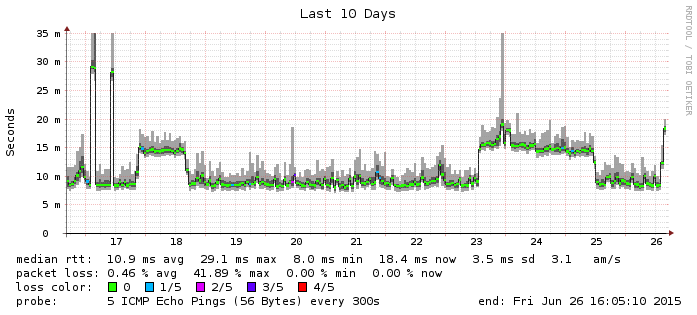 Last 10 Days
RRDTOOL / TOBI OETIKER
Seconds
35 m
30 m
25 m
20 m
15 m
10 m
5 m
0
17 18 19 20 21 22 23 24 25 26
median rtt: 10.9 ms avg 29.1 ms max 8.0 ms min 18.4 ms now 3.5 ms sd 3.1 am/s
packet loss: 0.46 % avg 41.89 % max 0.00 % min 0.00 % now
loss color: 0 1/5 2/5 3/5 4/5
probe: 5 ICMP Echo Pings (56 Bytes) every 300s end: Fri Jun 26 16:05:10 2015